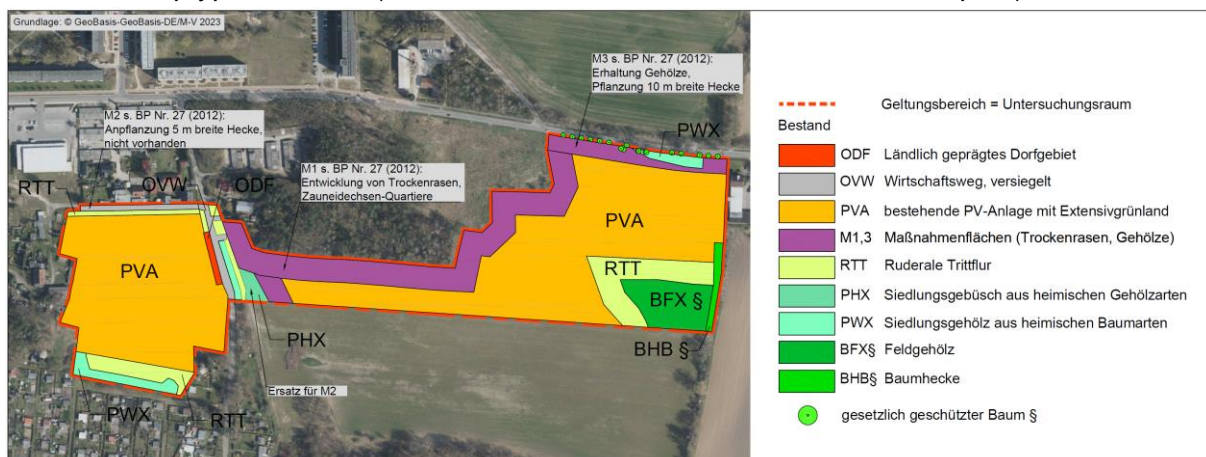 Grundlage: © GeoBasis-GeoBasis-DE/M-V 2023
M3 s. BP Nr. 27 (2012):
Erhaltung Gehölze,
Pflanzung 10 m breite Hecke
M2 s. BP Nr. 27 (2012):
Anpflanzung 5 m breite Hecke,
nicht vorhanden
M1 s. BP Nr. 27 (2012):
Entwicklung von Trockenrasen,
Zauneidechsen-Quartiere
PWX
RTT
OVW
ODF
PVA
PVA
RTT
BFX §
PHX
BHB §
Ersatz für M2
PWX
RTT
Geltungsbereich = Untersuchungsraum
Bestand
ODF Ländlich geprägtes Dorfgebiet
OVW Wirtschaftsweg, versiegelt
PVA bestehende PV-Anlage mit Extensivgrünland
M1,3 Maßnahmenflächen (Trockenrasen, Gehölze)
RTT Ruderale Trittflur
PHX Siedlungsgebüsch aus heimischen Gehölzarten
PWX Siedlungsgehölz aus heimischen Baumarten
BFX§ Feldgehölz
BHB§ Baumhecke
gesetzlich geschützter Baum §